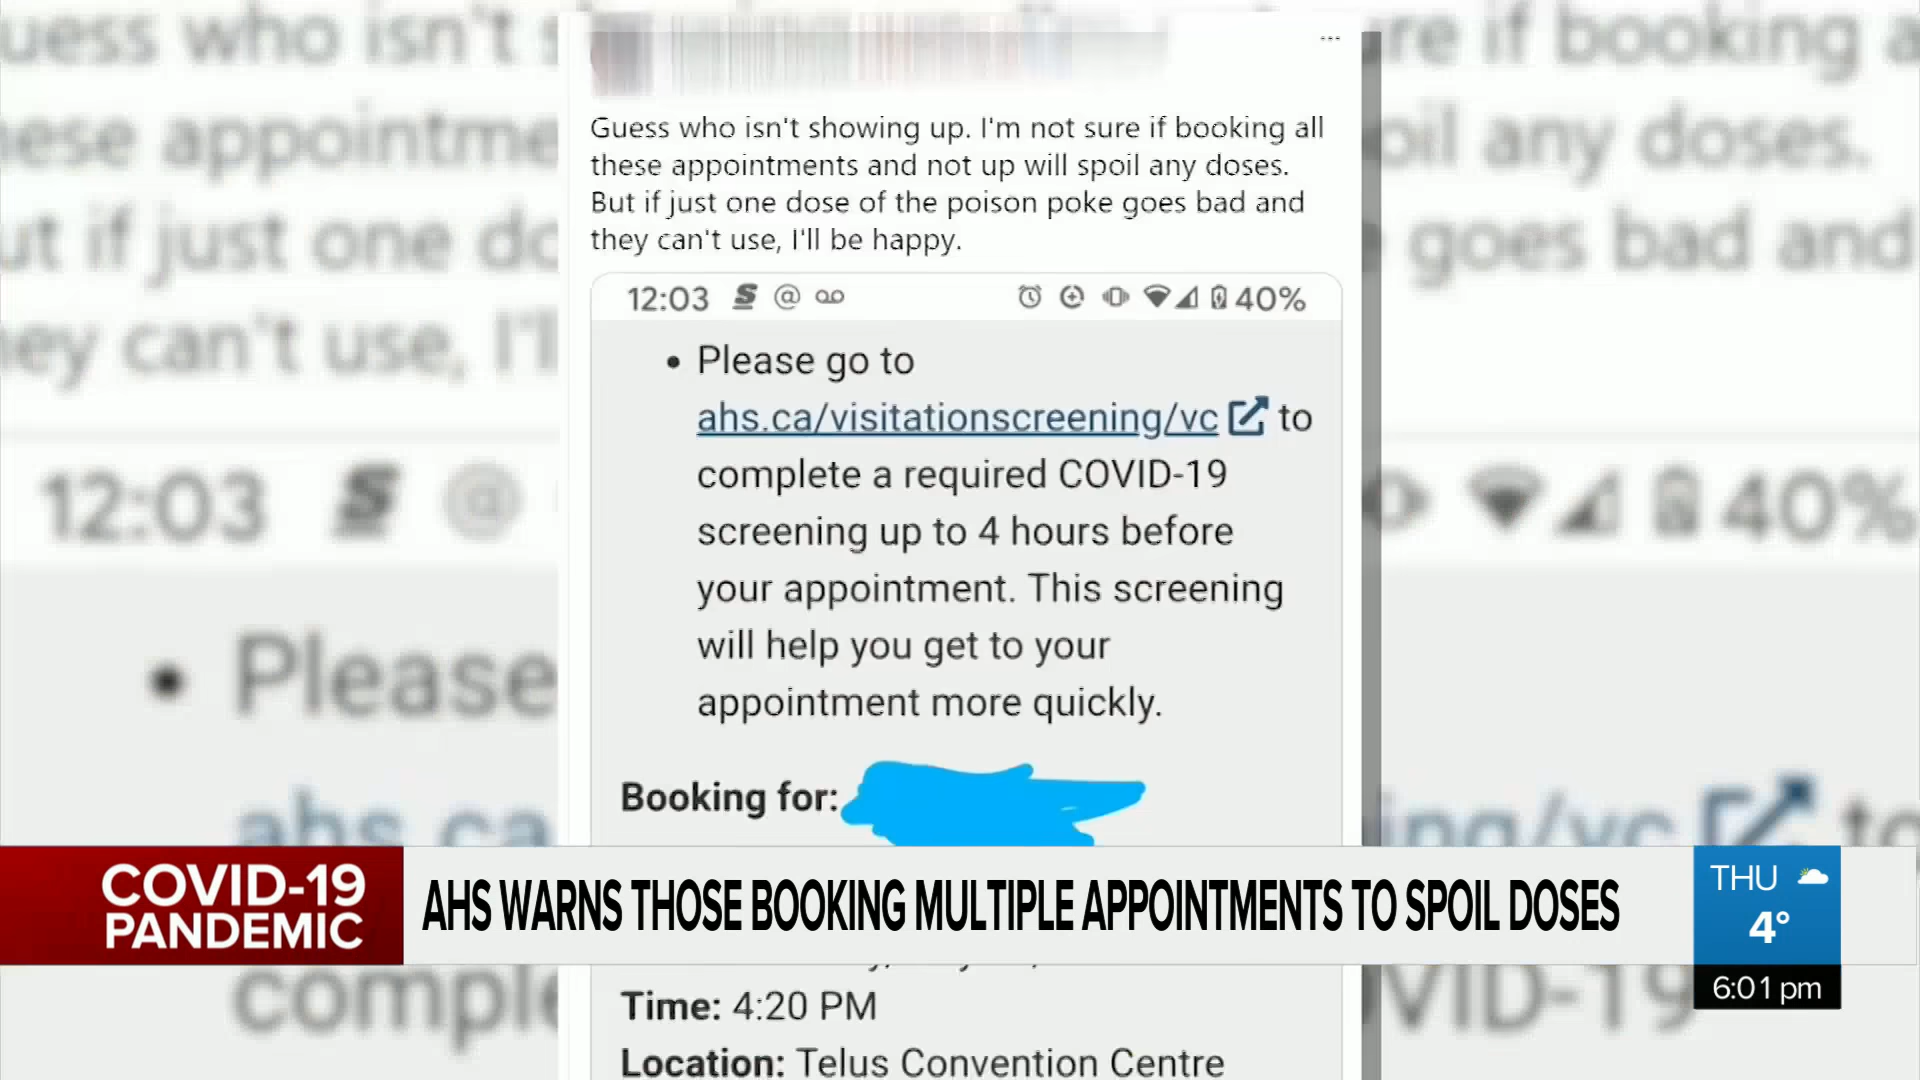 Guess who isn't showing up. I'm not sure if booking all
these appointments and not up will spoil any doses.
But if just one dose of the poison poke goes bad and
they can't use, I'll be happy.
12:03
40%
• Please go to
ahs.ca/visitationscreening/vc to
complete a required COVID-19
screening up to 4 hours before
your appointment. This screening
will help you get to your
appointment more quickly.
Booking for:
COVID-19
PANDEMIC
AHS WARNS THOSE BOOKING MULTIPLE APPOINTMENTS TO SPOIL DOSES
THU
4°
6:01 pm
Time: 4:20 PM
Location: Telus Convention Centre